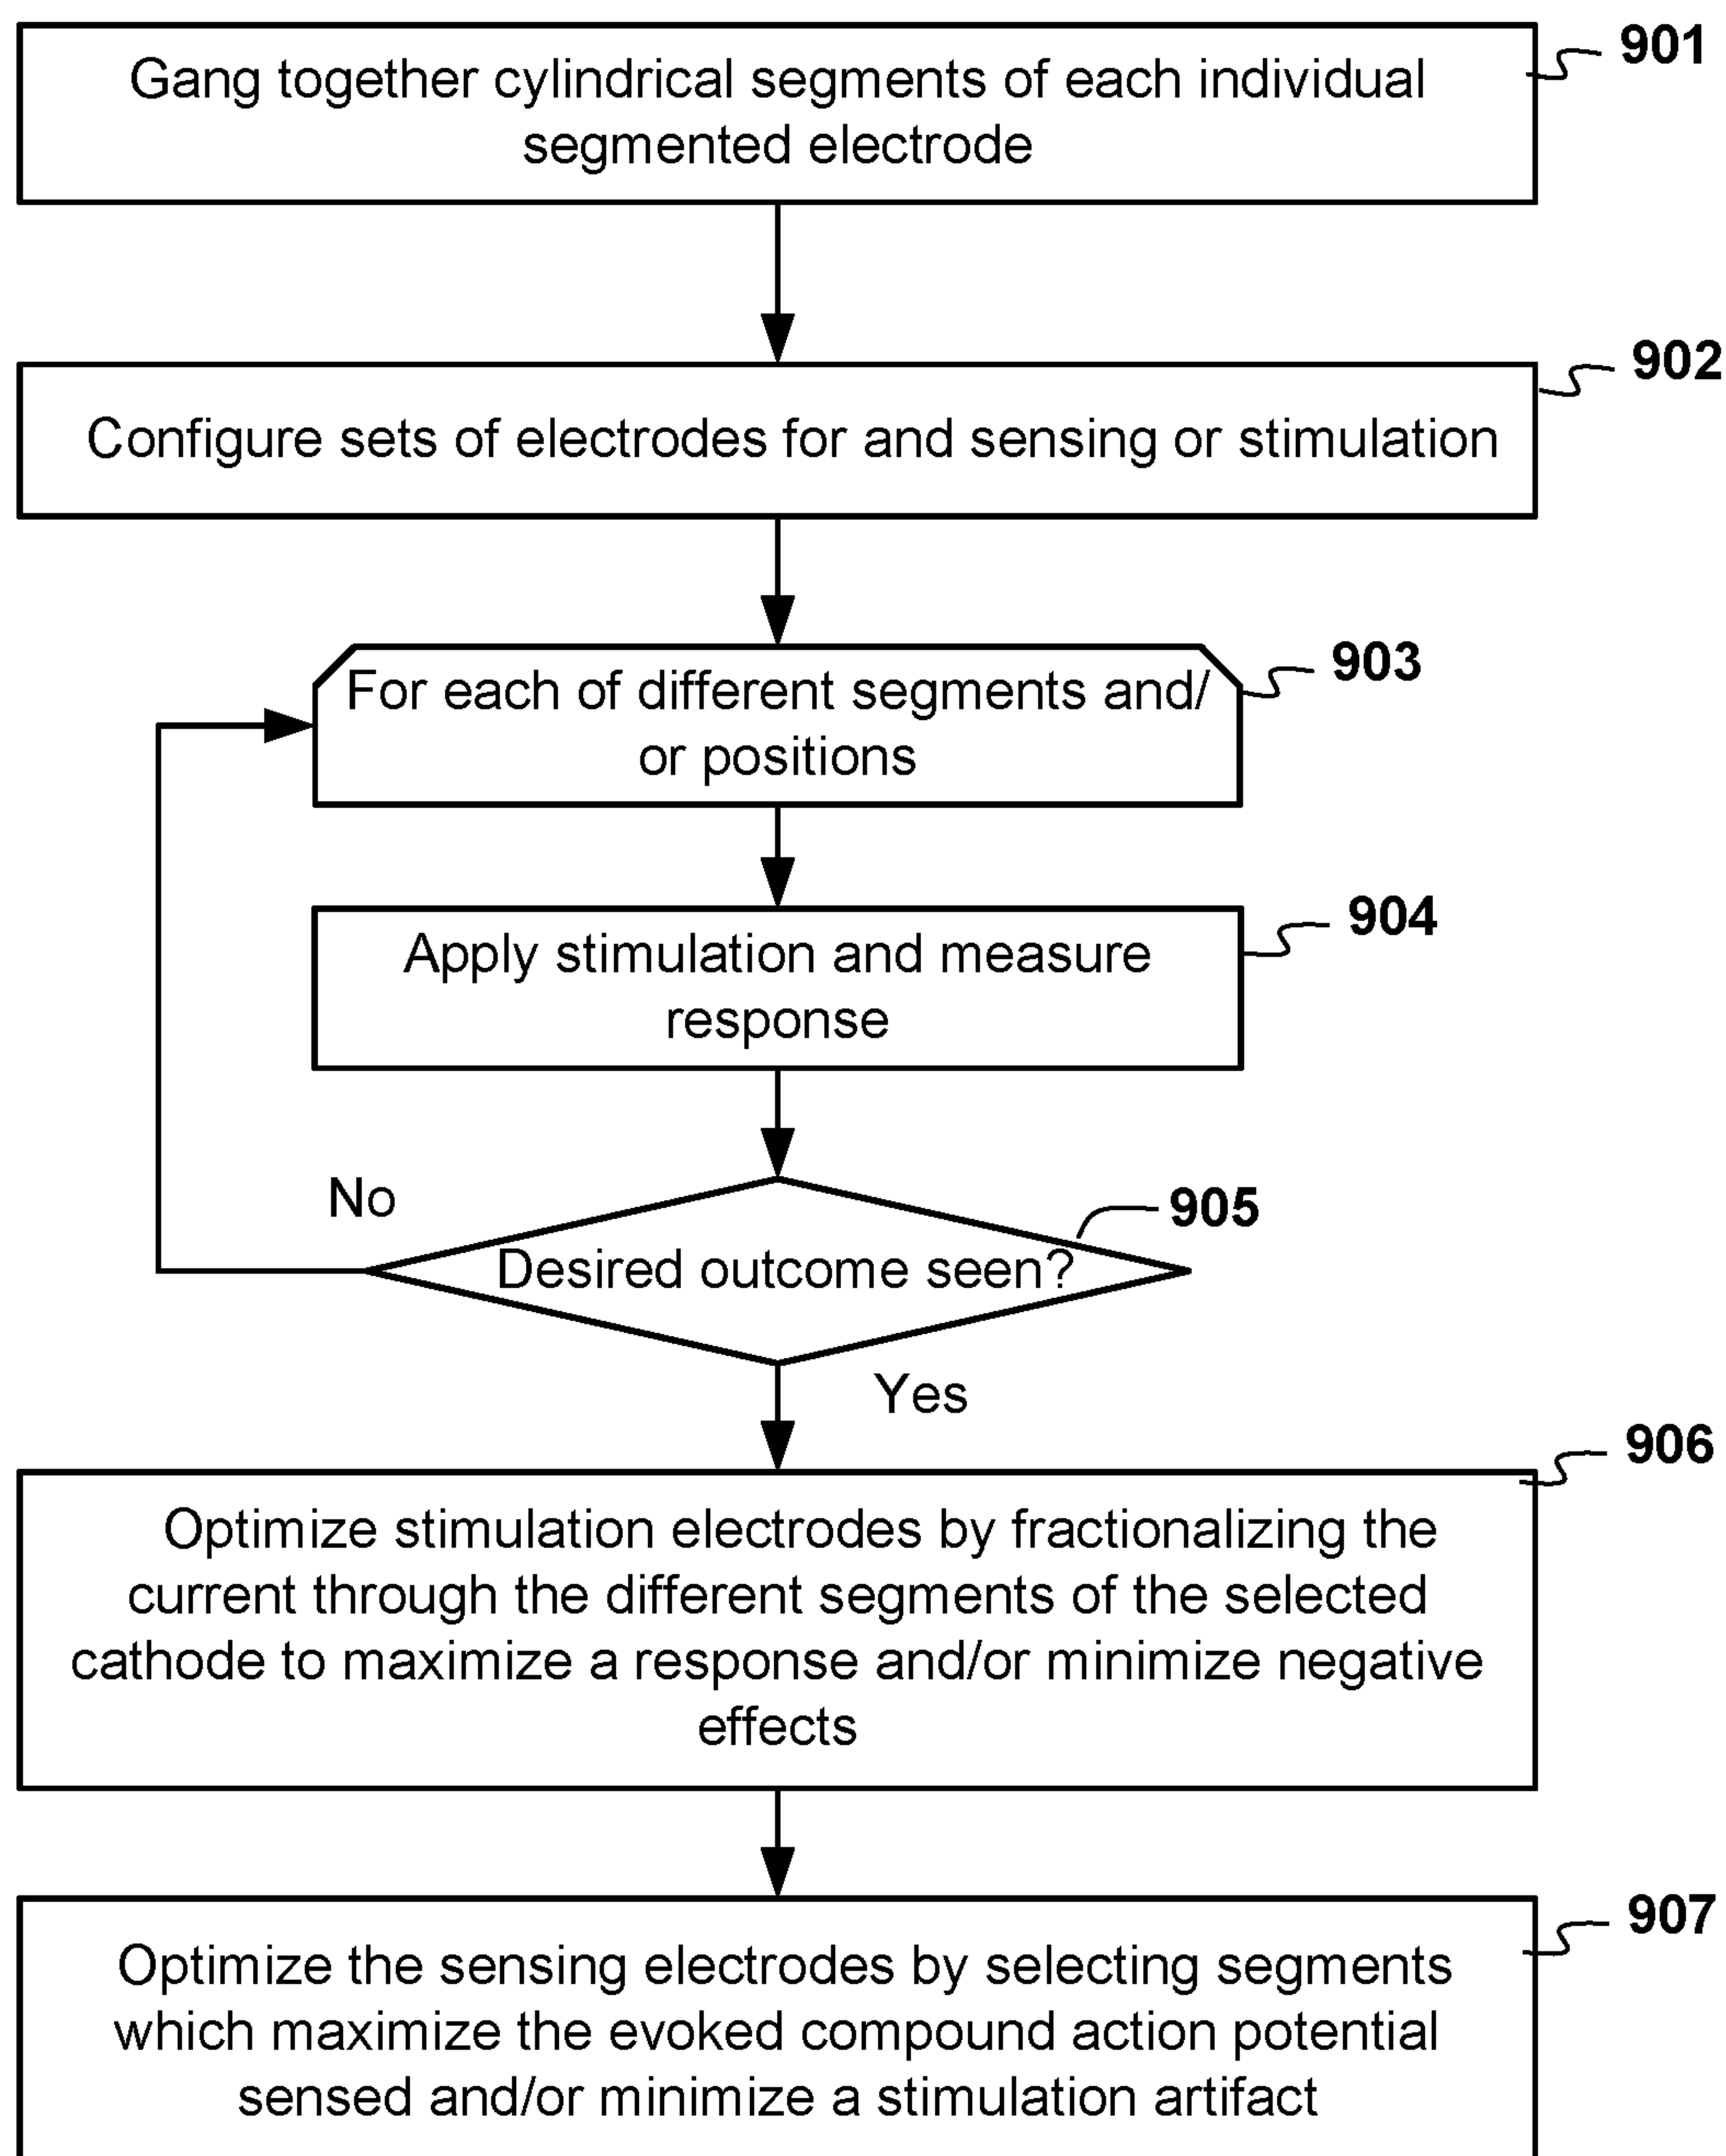 901
Gang together cylindrical segments of each individual
segmented electrode
902
Configure sets of electrodes for and sensing or stimulation
903
For each of different segments and/
or positions
904
Apply stimulation and measure
response
No
905
Desired outcome seen?
Yes
906
Optimize stimulation electrodes by fractionalizing the
current through the different segments of the selected
cathode to maximize a response and/or minimize negative
effects
907
Optimize the sensing electrodes by selecting segments
which maximize the evoked compound action potential
sensed and/or minimize a stimulation artifact